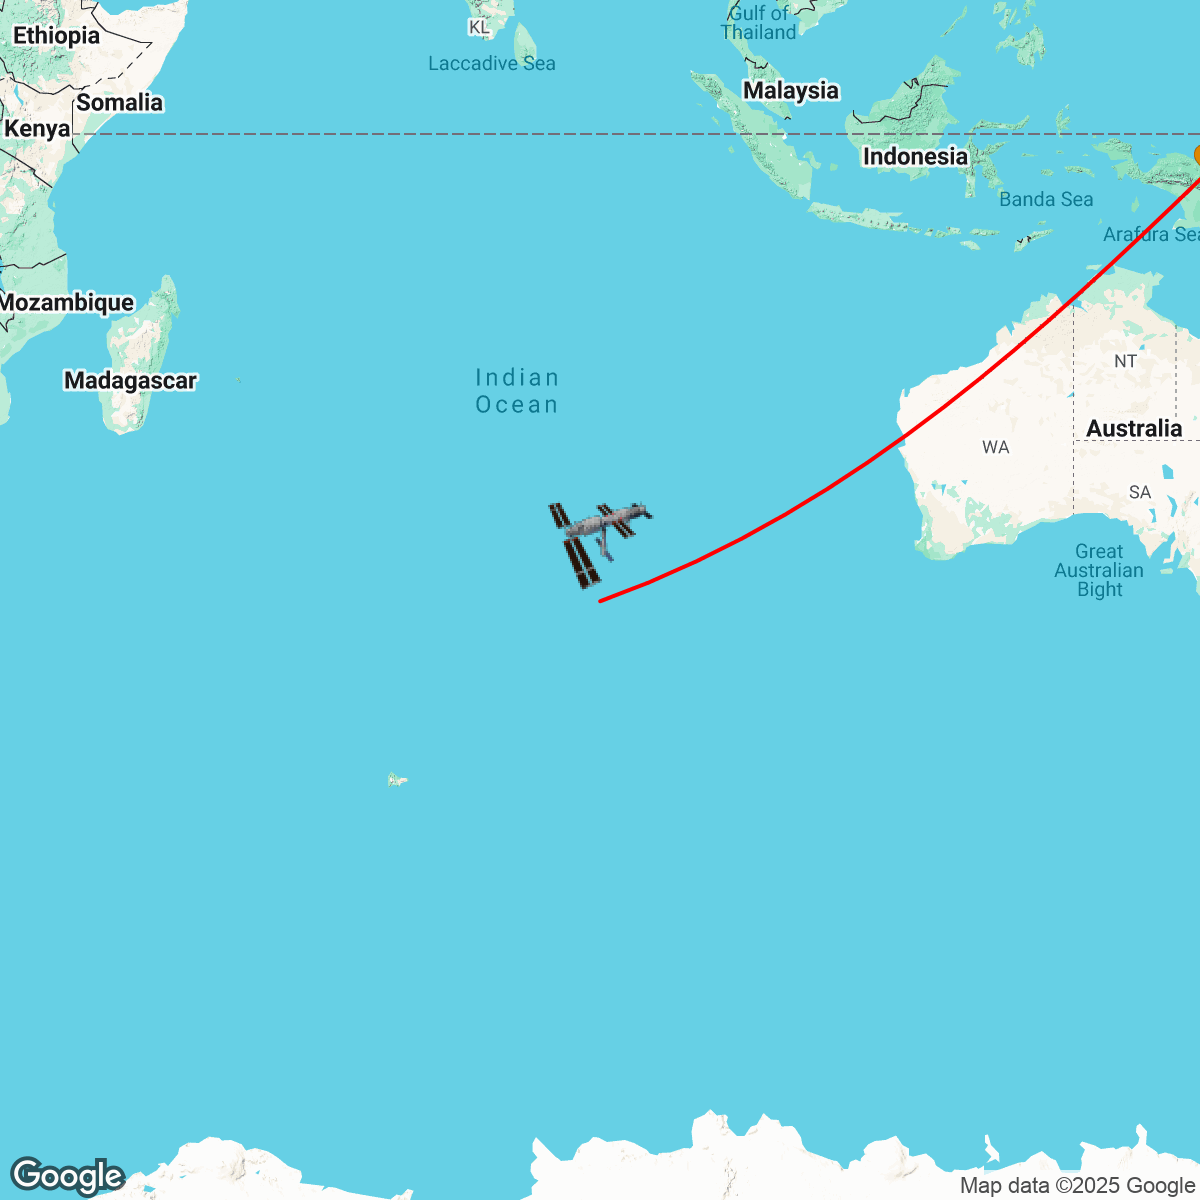 Ethiopia
KL
Gulf of
Thailand
Laccadive Sea
Malaysia
Somalia
Kenya
Indonesia
Banda Sea
Arafura Sea
Mozambique
Madagascar
Indian
Ocean
NT
Australia
WA
SA
Great
Australian
Bight
Google
Map data ©2025 Google